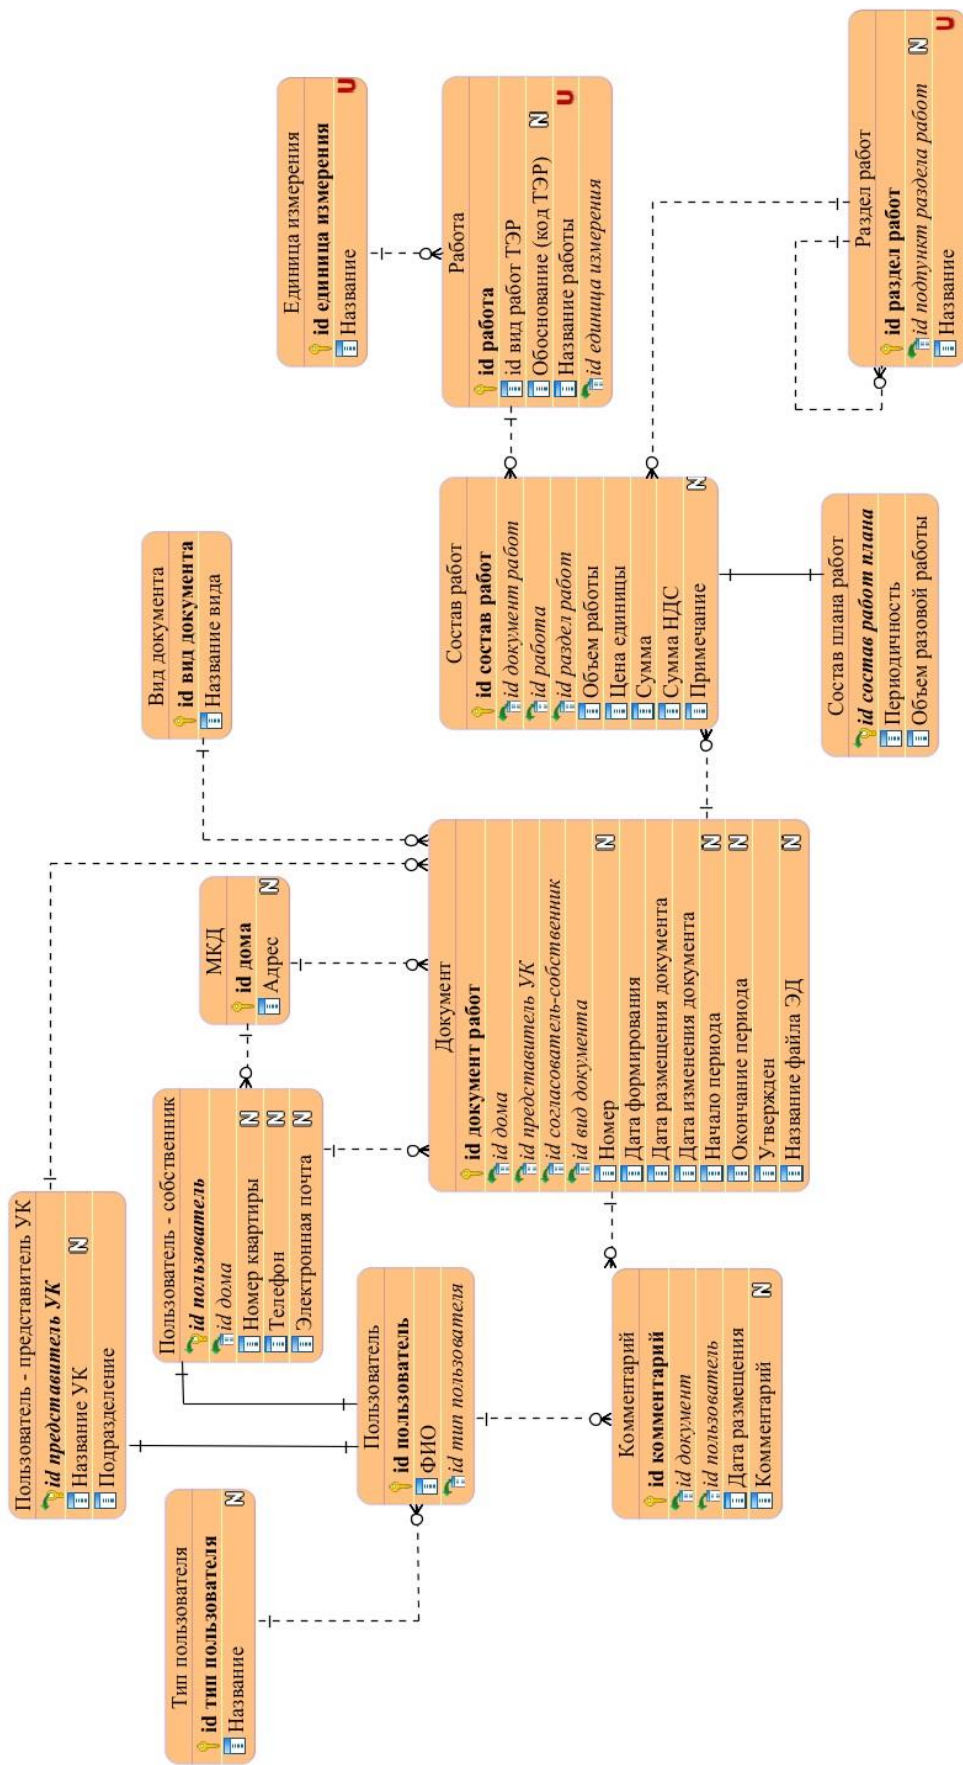 Тип пользователя
id тип пользователя
Название
N
Пользователь - представитель УК
id представитель УК
Название УК
N
Подразделение
Пользователь - собственник
id пользователь
id дома
Номер квартиры
N
Телефон
N
Электронная почта
N
МКД
id дома
Адрес
N
Вид документа
id вид документа
Название вида
Единица измерения
id единица измерения
Название
U
Пользователь
id пользователь
ФИО
id тип пользователя
Документ
id документ работ
id дома
id представитель УК
id согласователь-собственник
id вид документа
Номер
N
Дата формирования
Дата размещения документа
Дата изменения документа
Начало периода
N
Окончание периода
N
Утвержден
Название файла ЭД
N
Состав работ
id состав работ
id документ работ
id работа
id раздел работ
Объем работы
Цена единицы
Сумма
Сумма НДС
Примечание
N
Работа
id работа
id вид работ ТЭР
Обоснование (код ТЭР)
N
Название работы
U
id единица измерения
Комментарий
id комментарий
id документ
id пользователь
Дата размещения
Комментарий
N
Состав плана работ
id состав работ плана
Периодичность
Объем разовой работы
Раздел работ
id раздел работ
id подпункт раздела работ
N
Название
U